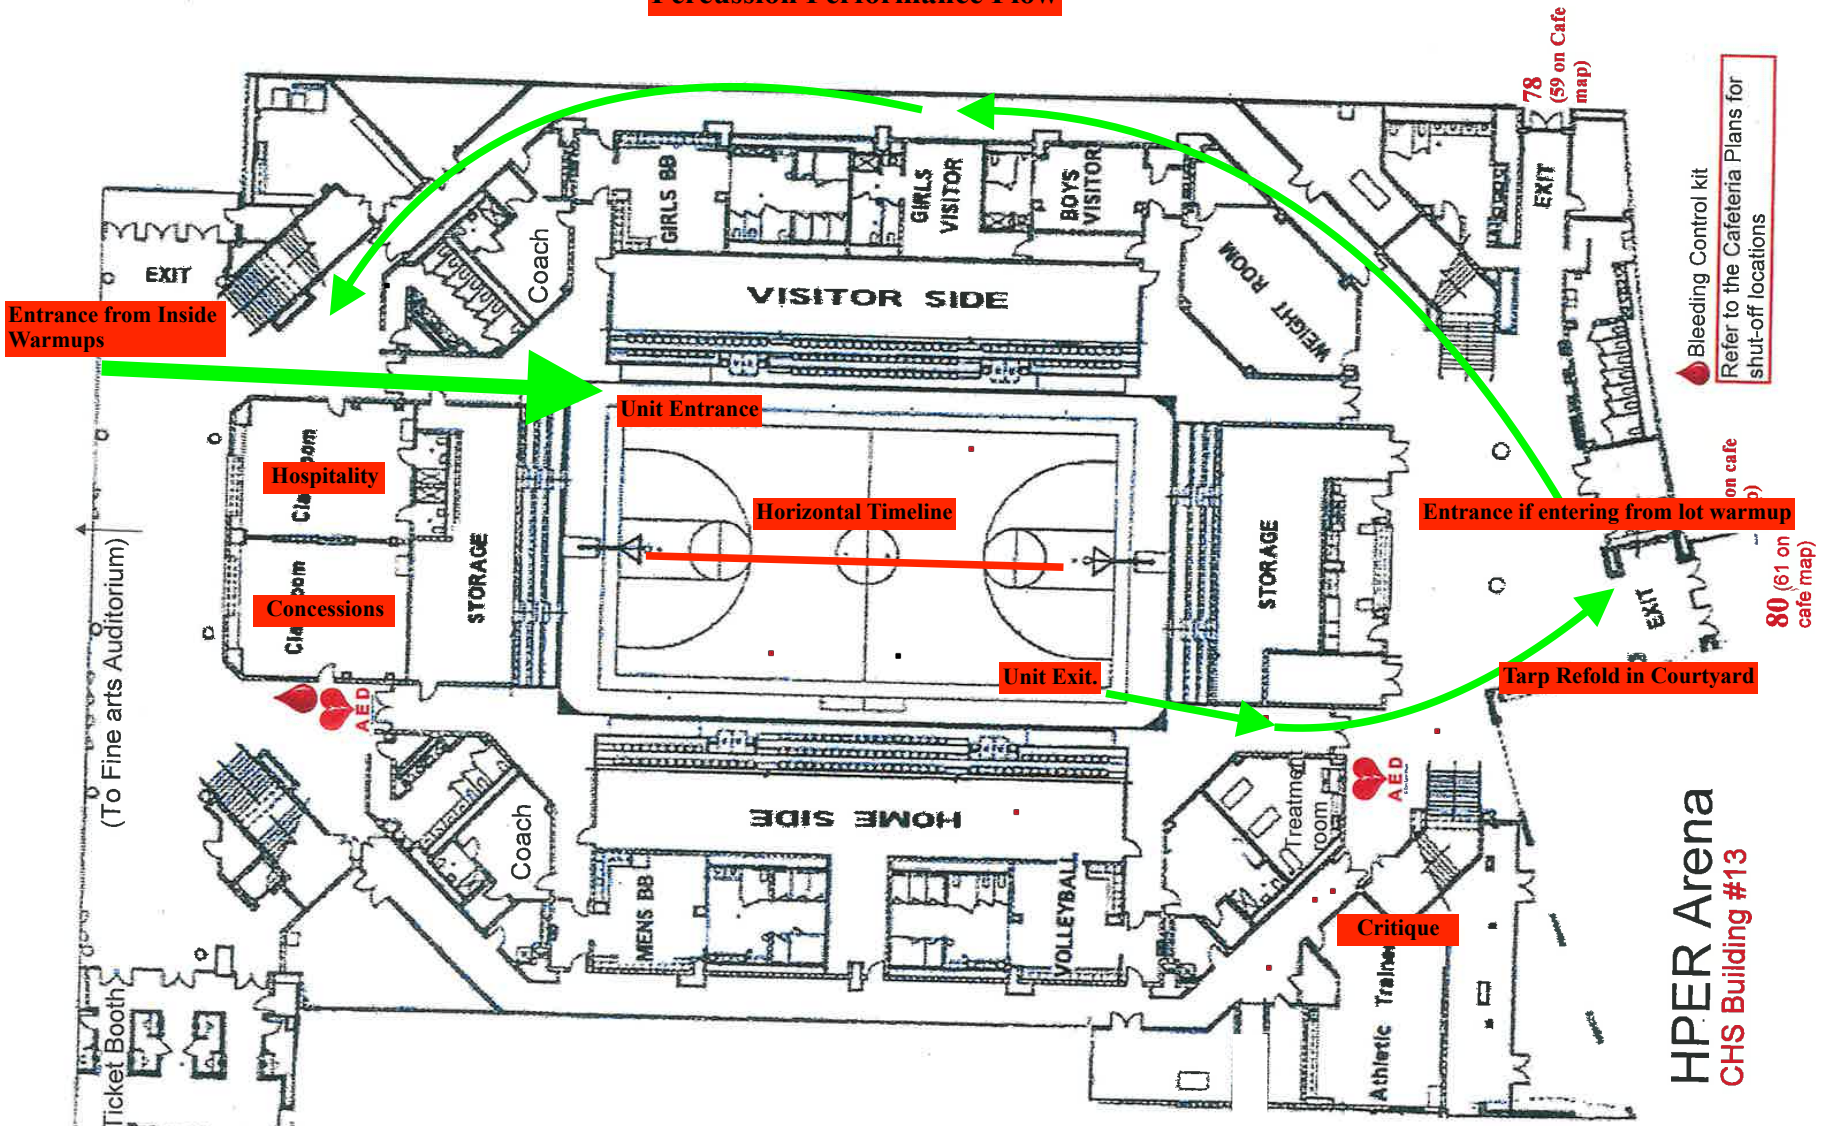 Percussion Performance Flow
78
(59 on Cafe
map)
Bleeding Control kit
Refer to the Cafeteria Plans for
shut-off locations
EXIT
EXIT
Entrance from Inside
Warmups
Coach
GIRLS BB
GIRLS
VISITOR
BOYS
VISITOR
WEIGHT ROOM
VISITOR SIDE
Unit Entrance
Hospitality
Concessions
STORAGE
Horizontal Timeline
STORAGE
Entrance if entering from lot warmup
on cafe
80 (61 on
cafe map)
EXIT
Unit Exit.
Tarp Refold in Courtyard
(To Fine arts Auditorium)
AED
AED
Treatment
room
HOME SIDE
Coach
MENS BB
VOLLEYBALL
Critique
Athletic Trainer
Ticket Booth
HPER Arena
CHS Building #13